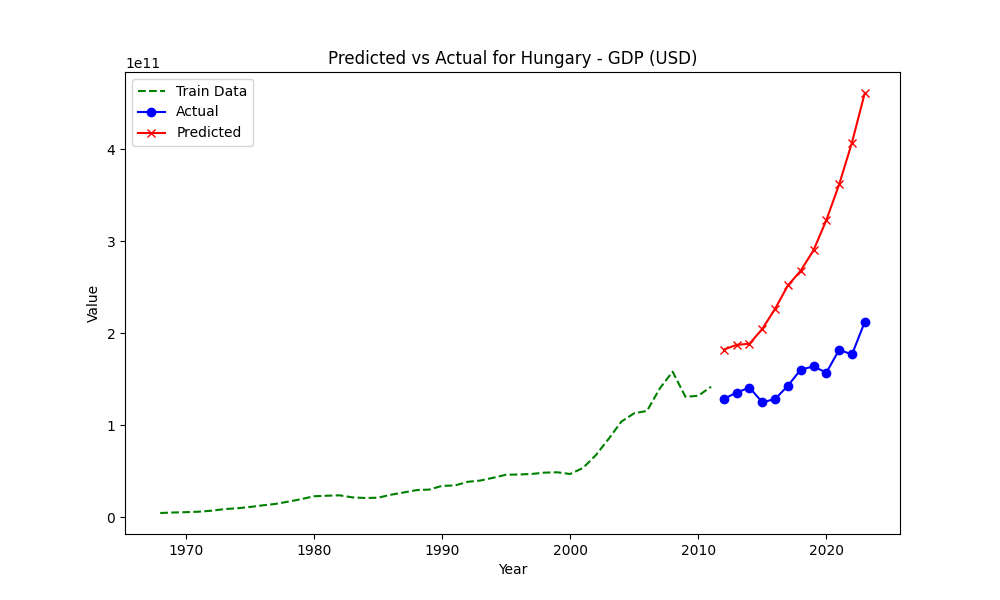 Predicted vs Actual for Hungary - GDP (USD)
1e11
Train Data
Actual
Predicted
Value
4
3
2
1
0
1970 1980 1990 2000 2010 2020
Year